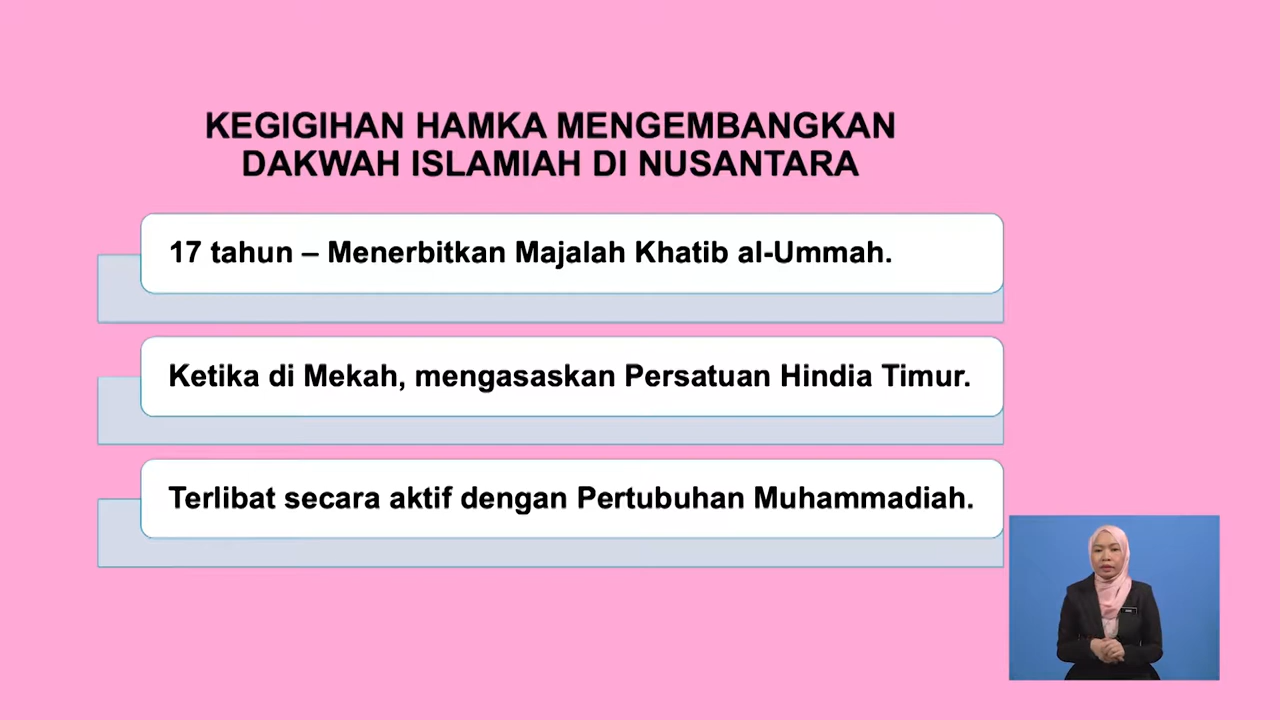 KEGIGIHAN HAMKA MENGEMBANGKAN
DAKWAH ISLAMIAH DI NUSANTARA
17 tahun – Menerbitkan Majalah Khatib al-Ummah.
Ketika di Mekah, mengasaskan Persatuan Hindia Timur.
Terlibat secara aktif dengan Pertubuhan Muhammadiah.